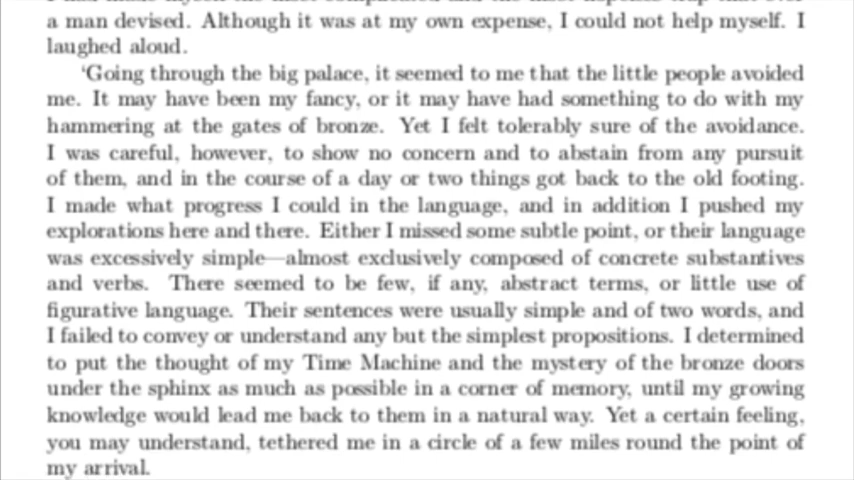 a man devised. Although it was at my own expense, I could not help myself. I
laughed aloud.
‘Going through the big palace, it seemed to me that the little people avoided
me. It may have been my fancy, or it may have had something to do with my
hammering at the gates of bronze. Yet I felt tolerably sure of the avoidance.
I was careful, however, to show no concern and to abstain from any pursuit
of them, and in the course of a day or two things got back to the old footing.
I made what progress I could in the language, and in addition I pushed my
explorations here and there. Either I missed some subtle point, or their language
was excessively simple—almost exclusively composed of concrete substantives
and verbs. There seemed to be few, if any, abstract terms, or little use of
figurative language. Their sentences were usually simple and of two words, and
I failed to convey or understand any but the simplest propositions. I determined
to put the thought of my Time Machine and the mystery of the bronze doors
under the sphinx as much as possible in a corner of memory, until my growing
knowledge would lead me back to them in a natural way. Yet a certain feeling,
you may understand, tethered me in a circle of a few miles round the point of
my arrival.